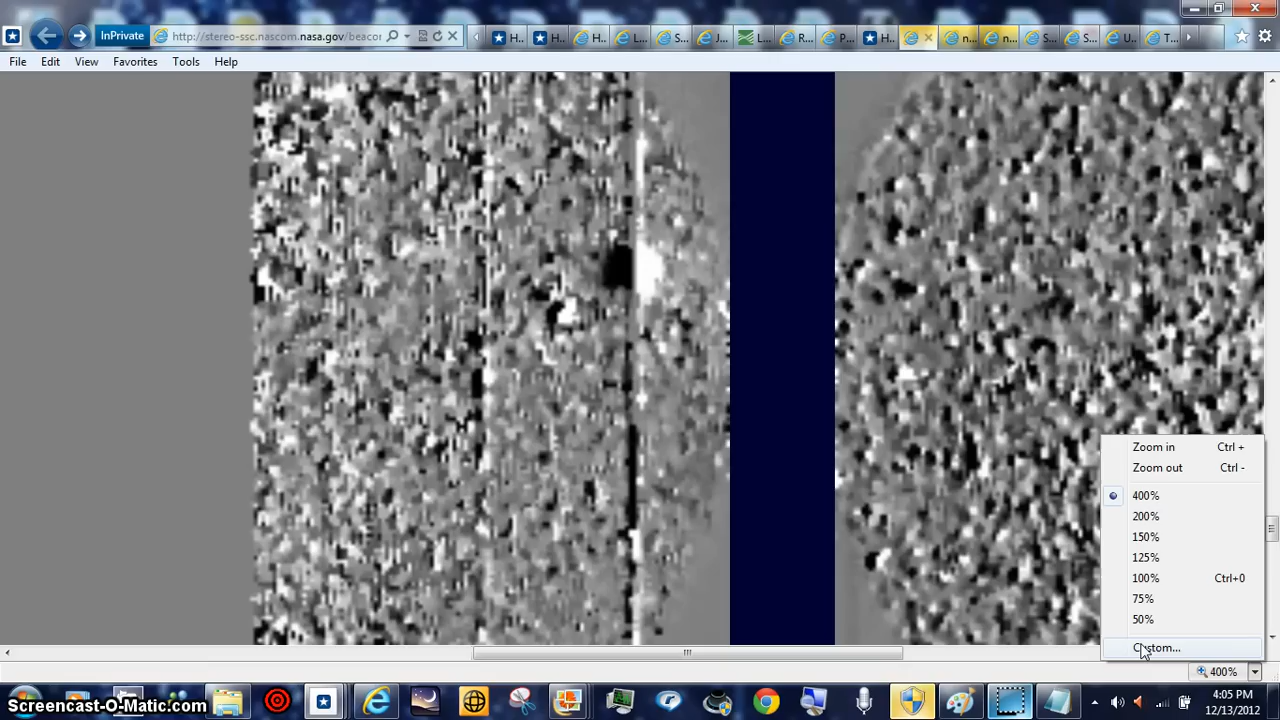 InPrivate
http://stereo-ssc.nascom.nasa.gov/beacon
H...
H...
H...
L...
S...
J...
L...
R...
P...
H...
n...
n...
S...
S...
U...
T...
File Edit View Favorites Tools Help
Zoom in Ctrl +
Zoom out Ctrl -
400%
200%
150%
125%
100% Ctrl+0
75%
50%
Custom...
400%
4:05 PM
12/13/2012
Screencast-O-Matic.com